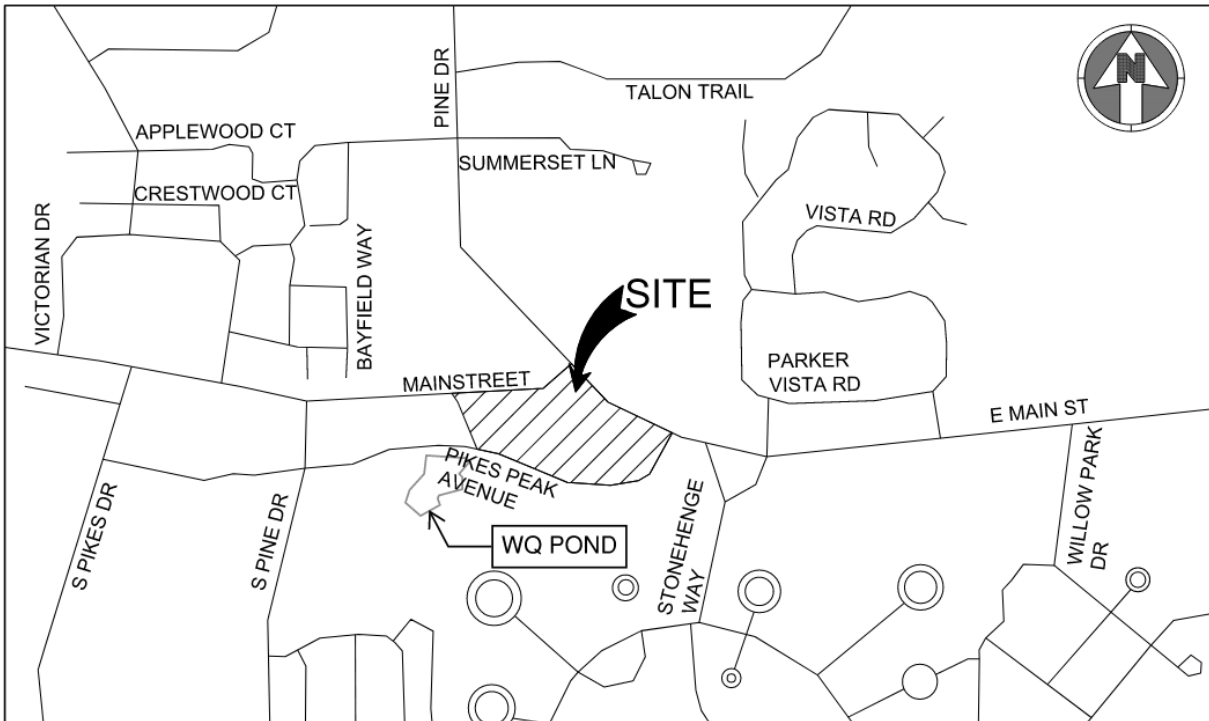 N
PINE DR
TALON TRAIL
APPLEWOOD CT
SUMMERSET LN
CRESTWOOD CT
VISTA RD
VICTORIAN DR
BAYFIELD WAY
SITE
PARKER
VISTA RD
MAINSTREET
E MAIN ST
PIKES PEAK
AVENUE
WILLOW PARK
DR
S PIKES DR
S PINE DR
WQ POND
STONEHENGE
WAY